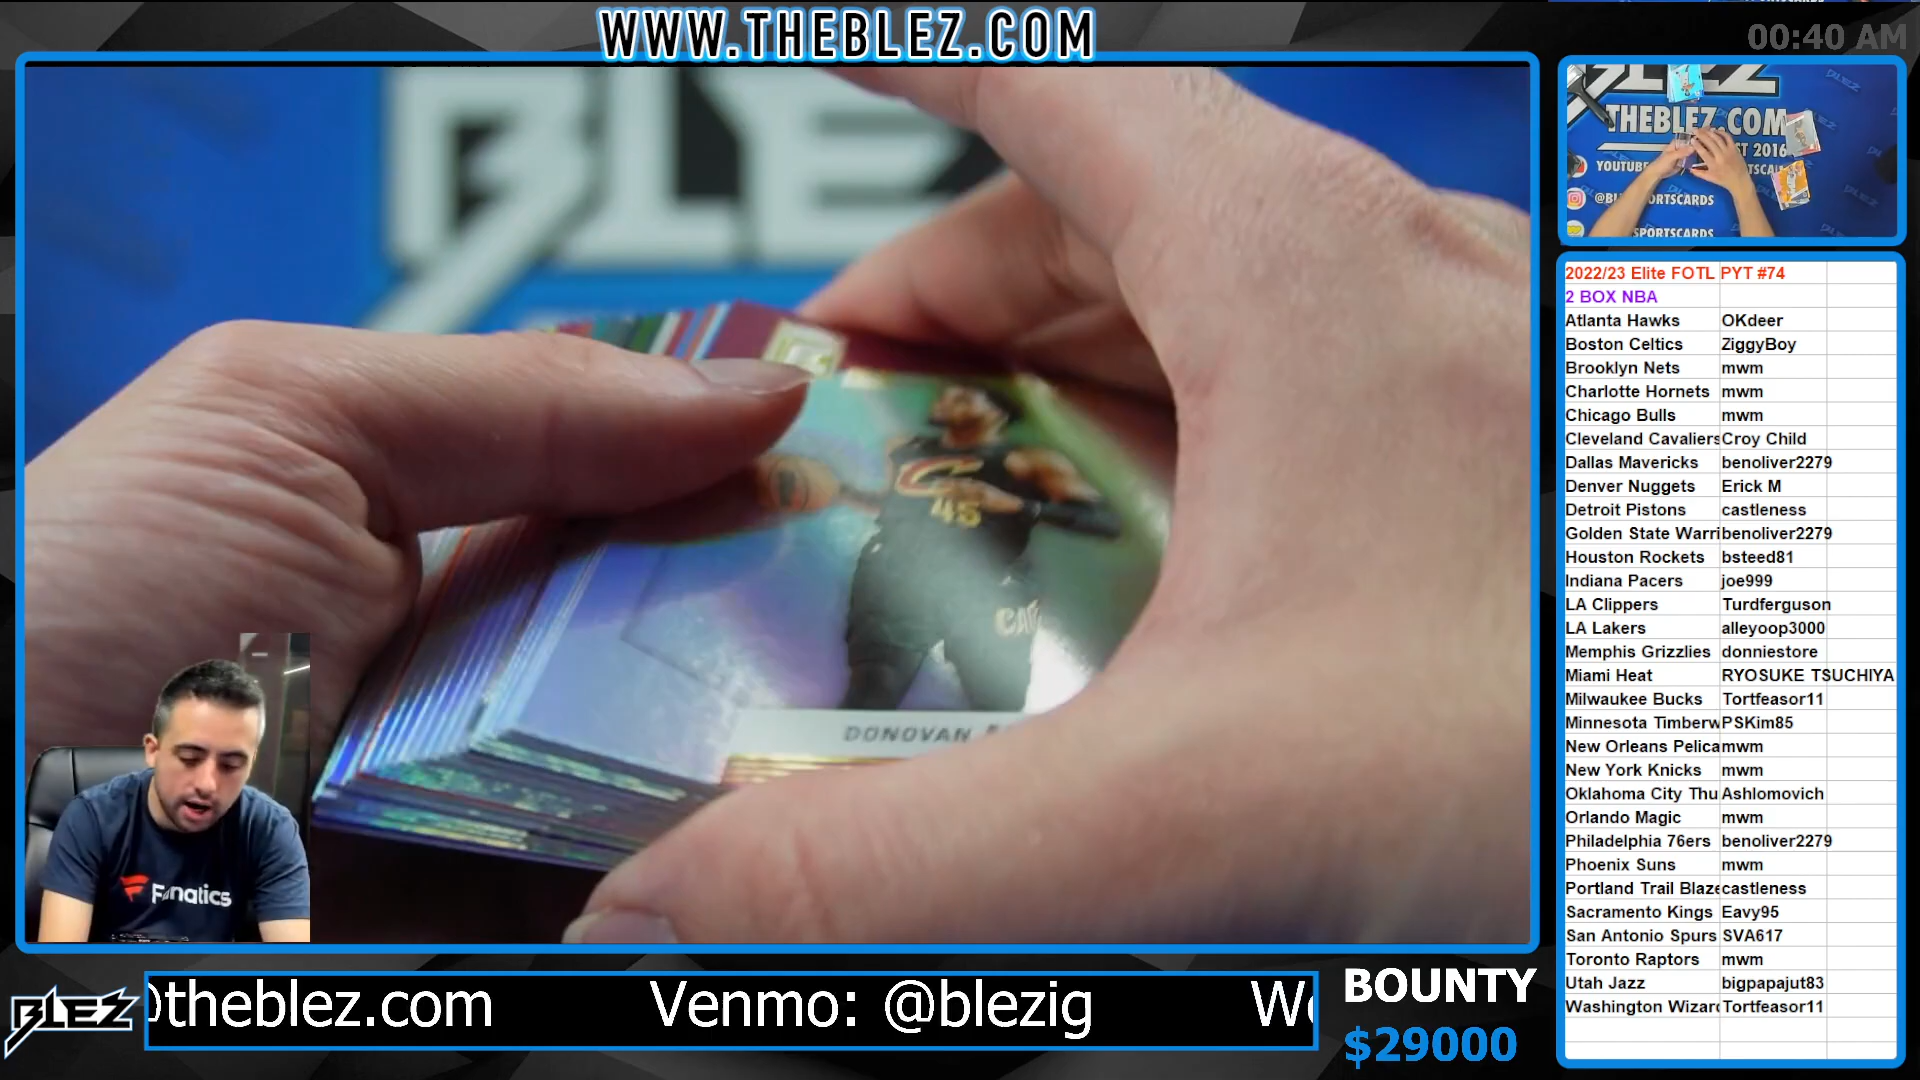 WWW.THEBLEZ.COM
00:40 AM
BLEZ
THEBLEZ.COM
ST 2016
YOUTUBE
SPORTSCARDS
45
DONOVAN
Fanatics
2022/23 Elite FOTL PYT #74
2 BOX NBA
Atlanta Hawks OKdeer
Boston Celtics ZiggyBoy
Brooklyn Nets mwm
Charlotte Hornets mwm
Chicago Bulls mwm
Cleveland Cavaliers Croy Child
Dallas Mavericks benoliver2279
Denver Nuggets Erick M
Detroit Pistons castleness
Golden State Warri benoliver2279
Houston Rockets bsteed81
Indiana Pacers joe999
LA Clippers Turdferguson
LA Lakers alleyoop3000
Memphis Grizzlies donniestore
Miami Heat RYOSUKE TSUCHIYA
Milwaukee Bucks Tortfeasor11
Minnesota Timberw PSKim85
New Orleans Pelica mwm
New York Knicks mwm
Oklahoma City Thu Ashlomovich
Orlando Magic mwm
Philadelphia 76ers benoliver2279
Phoenix Suns mwm
Portland Trail Blaze castleness
Sacramento Kings Eavy95
San Antonio Spurs SVA617
Toronto Raptors mwm
Utah Jazz bigpapajut83
Washington Wizard Tortfeasor11
BLEZ
@theblez.com Venmo: @blezig We
BOUNTY
$29000